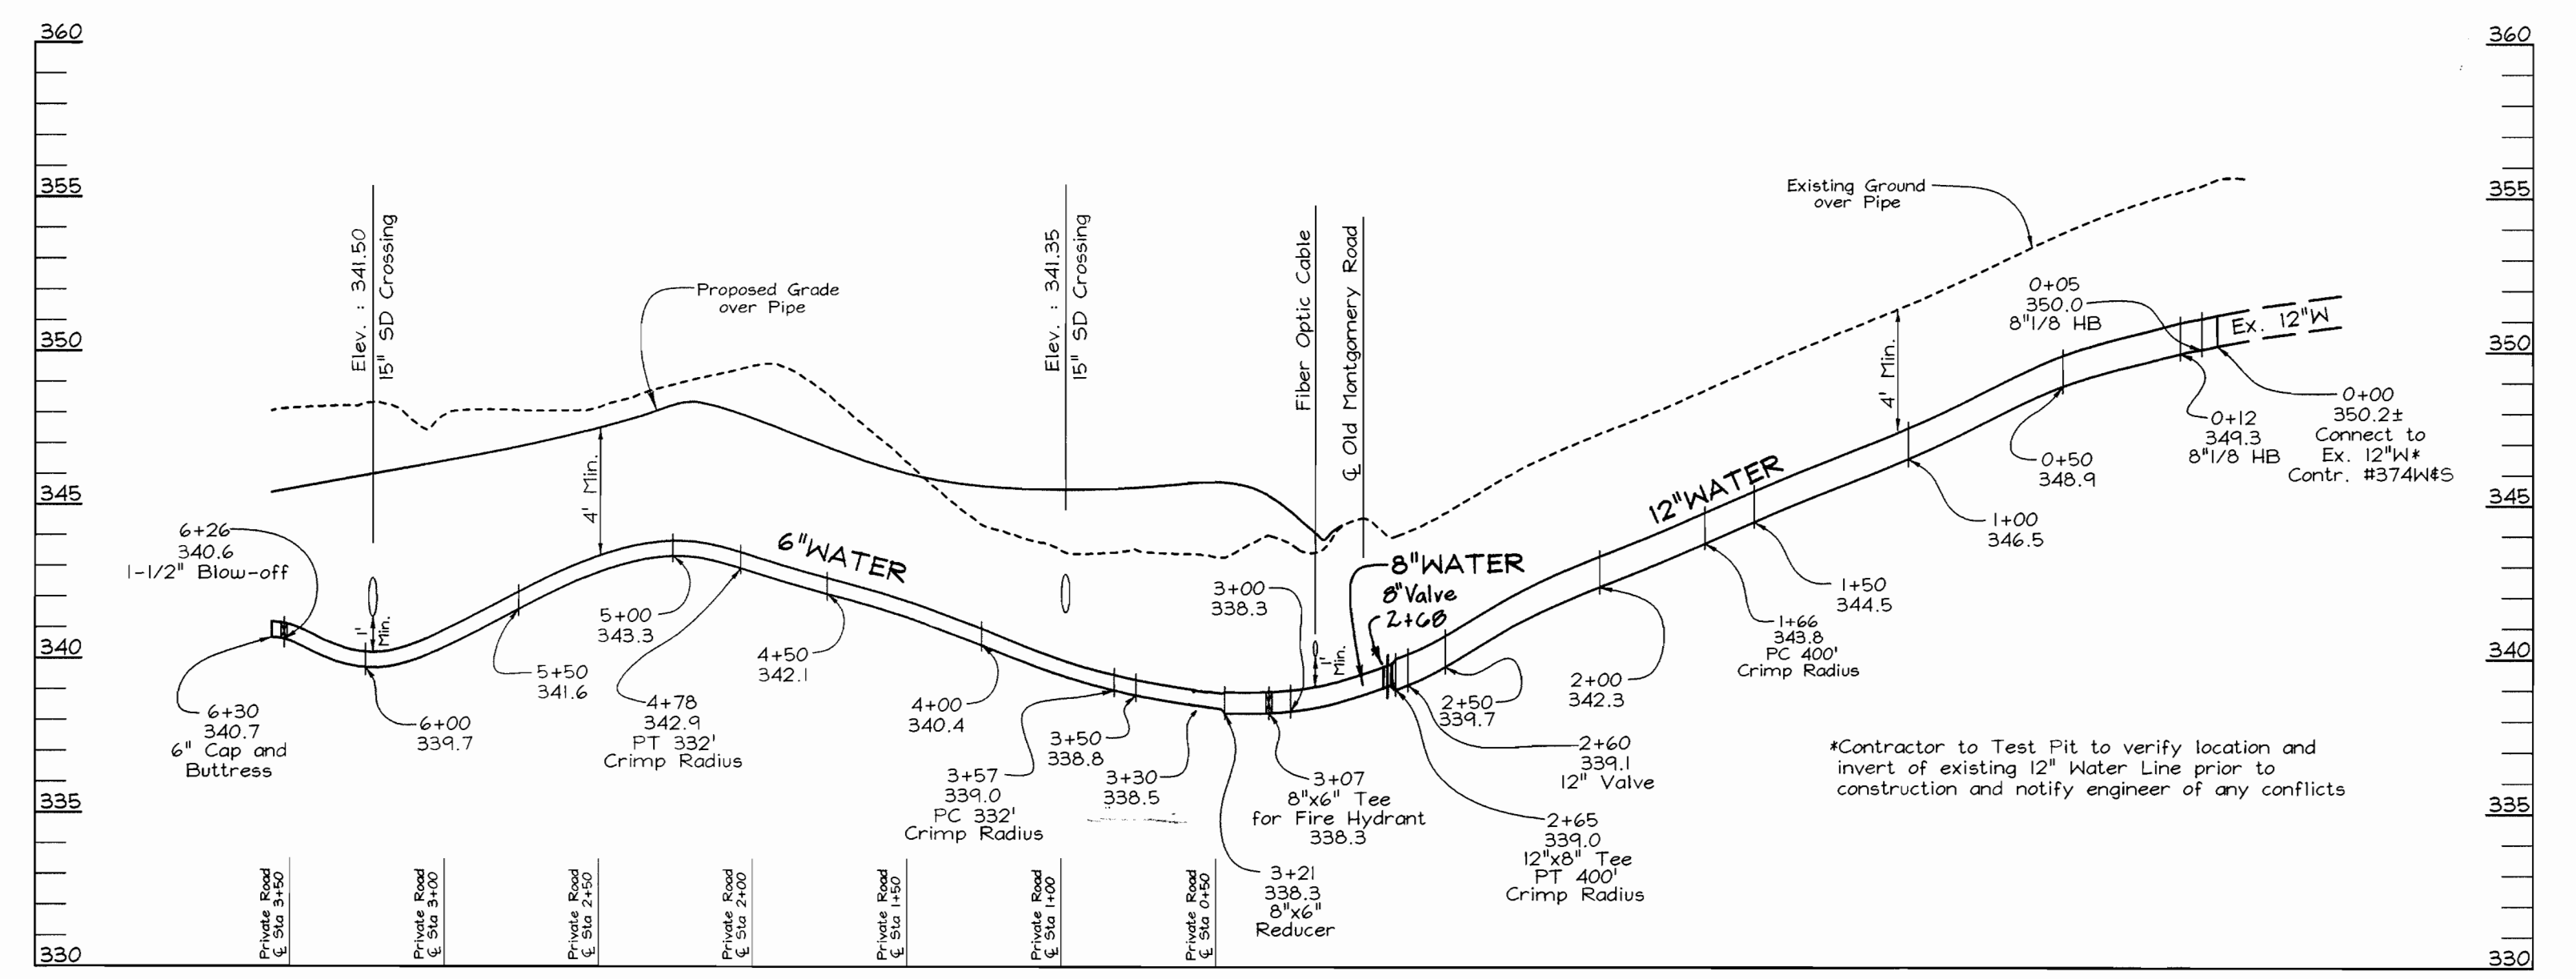 360
355
350
345
340
335
330
360
355
350
345
340
335
330
Elev. : 341.50
15" SD Crossing
Proposed Grade
over Pipe
Elev. : 341.35
15" SD Crossing
Fiber Optic Cable
℄ Old Montgomery Road
Existing Ground
over Pipe
4' Min.
4' Min.
1'
Min.
1'
Min.
6"WATER
8"WATER
8"Valve
2+68
12"WATER
Ex. 12"W
6+26
340.6
1-1/2" Blow-off
6+30
340.7
6" Cap and
Buttress
6+00
339.7
5+50
341.6
5+00
343.3
4+78
342.9
PT 332'
Crimp Radius
4+50
342.1
4+00
340.4
3+57
339.0
PC 332'
Crimp Radius
3+50
338.8
3+30
338.5
3+21
338.3
8"x6"
Reducer
3+07
8"x6" Tee
for Fire Hydrant
338.3
3+00
338.3
2+65
339.0
12"x8" Tee
PT 400'
Crimp Radius
2+60
339.1
12" Valve
2+50
339.7
2+00
342.3
1+66
343.8
PC 400'
Crimp Radius
1+50
344.5
1+00
346.5
0+50
348.9
0+05
350.0
8"1/8 HB
0+12
349.3
8"1/8 HB
0+00
350.2±
Connect to
Ex. 12"W*
Contr. #374W&S
*Contractor to Test Pit to verify location and
invert of existing 12" Water Line prior to
construction and notify engineer of any conflicts
Private Road
℄ Sta 3+50
Private Road
℄ Sta 3+00
Private Road
℄ Sta 2+50
Private Road
℄ Sta 2+00
Private Road
℄ Sta 1+50
Private Road
℄ Sta 1+00
Private Road
℄ Sta 0+50